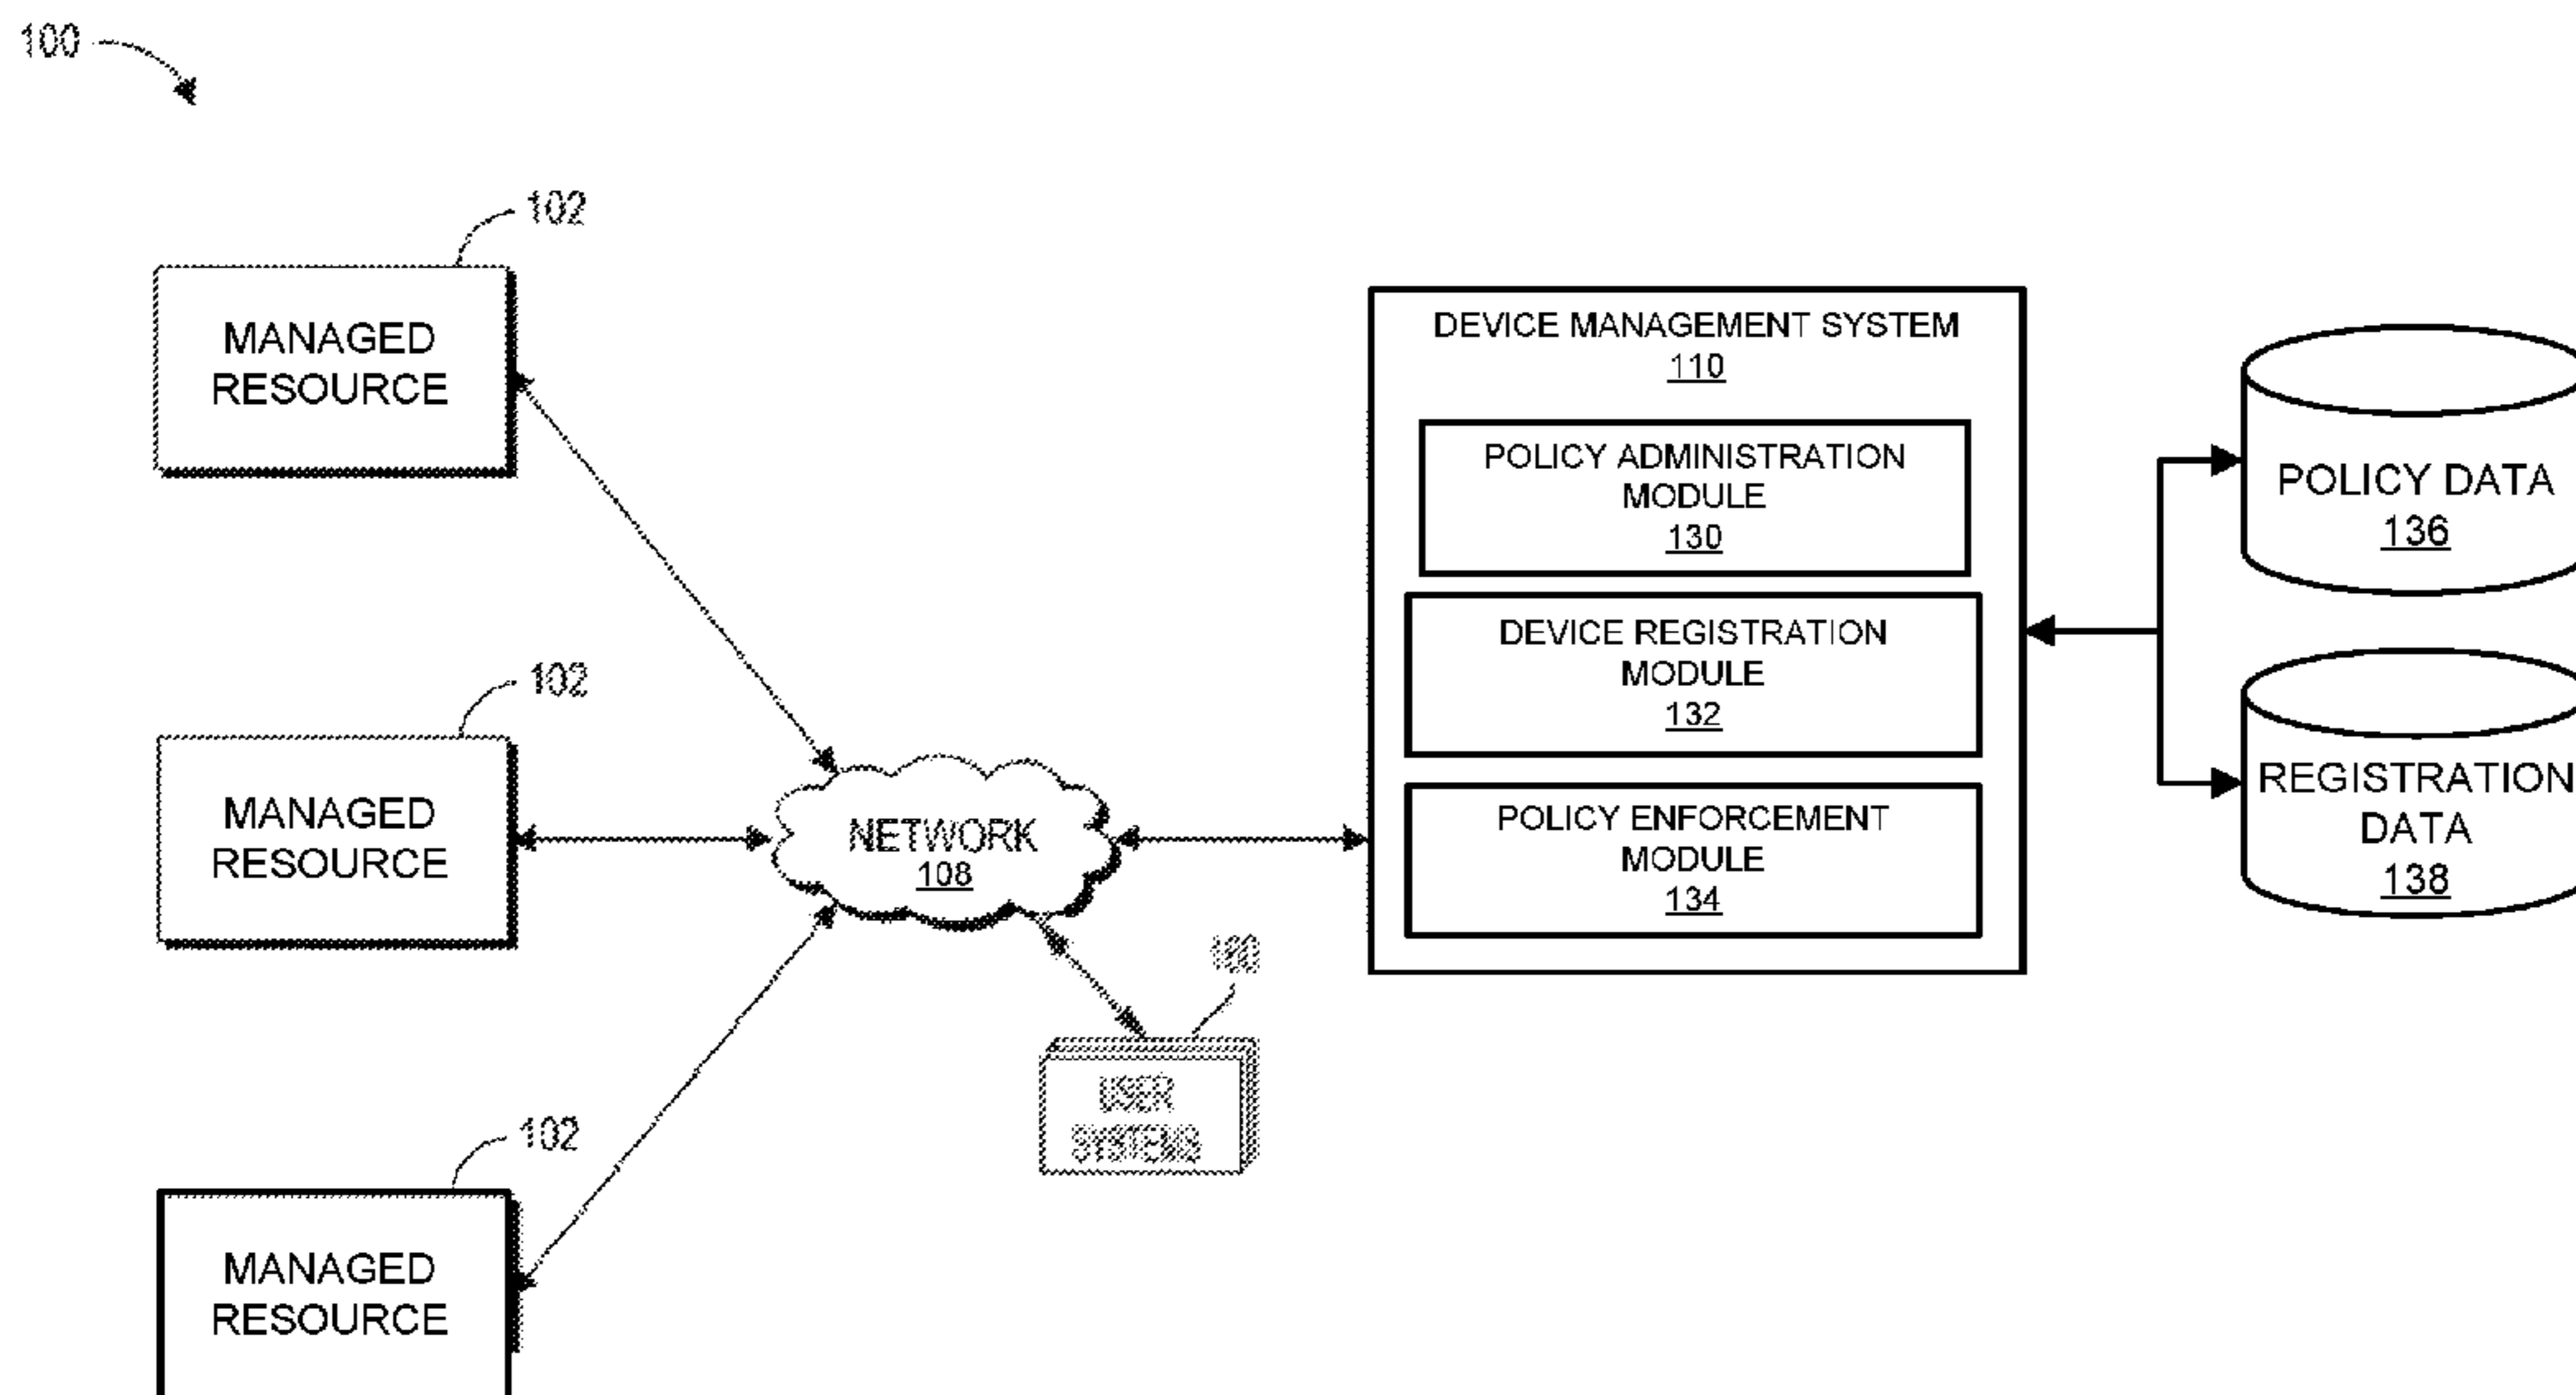 100
102
MANAGED
RESOURCE
102
MANAGED
RESOURCE
102
MANAGED
RESOURCE
NETWORK
108
USER
SYSTEMS
DEVICE MANAGEMENT SYSTEM
110
POLICY ADMINISTRATION
MODULE
130
DEVICE REGISTRATION
MODULE
132
POLICY ENFORCEMENT
MODULE
134
POLICY DATA
136
REGISTRATION
DATA
138